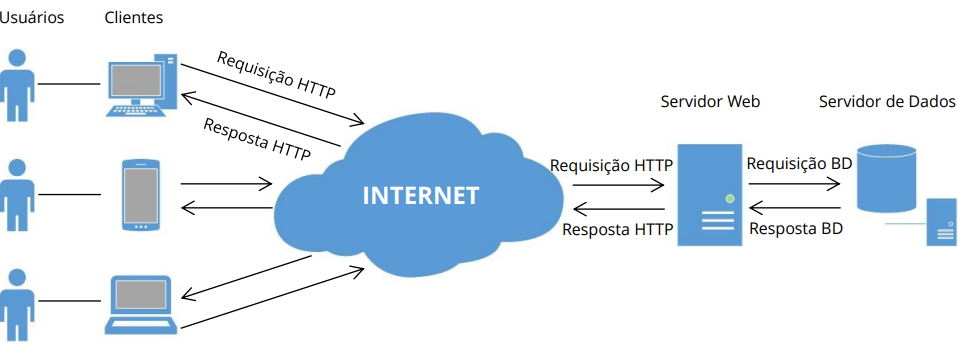 Usuários
Clientes
Requisição HTTP
Resposta HTTP
INTERNET
Servidor Web
Servidor de Dados
Requisição HTTP
Resposta HTTP
Requisição BD
Resposta BD